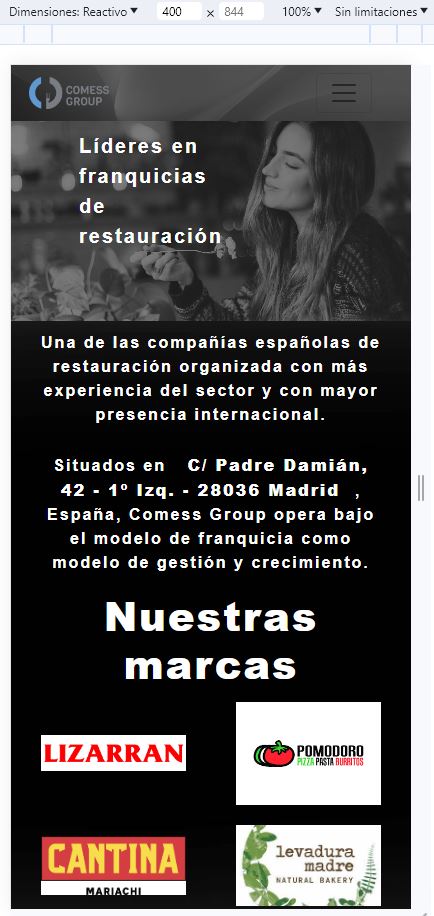 Dimensiones: Reactivo 400 x 844 100% Sin limitaciones
COMESS
GROUP
Líderes en
franquicias
de
restauración
Una de las compañías españolas de
restauración organizada con más
experiencia del sector y con mayor
presencia internacional.
Situados en C/ Padre Damián,
42 - 1º Izq. - 28036 Madrid ,
España, Comess Group opera bajo
el modelo de franquicia como
modelo de gestión y crecimiento.
Nuestras
marcas
LIZARRAN
POMODORO
PIZZA PASTA BURRITOS
CANTINA
MARIACHI
levadura
madre
NATURAL BAKERY